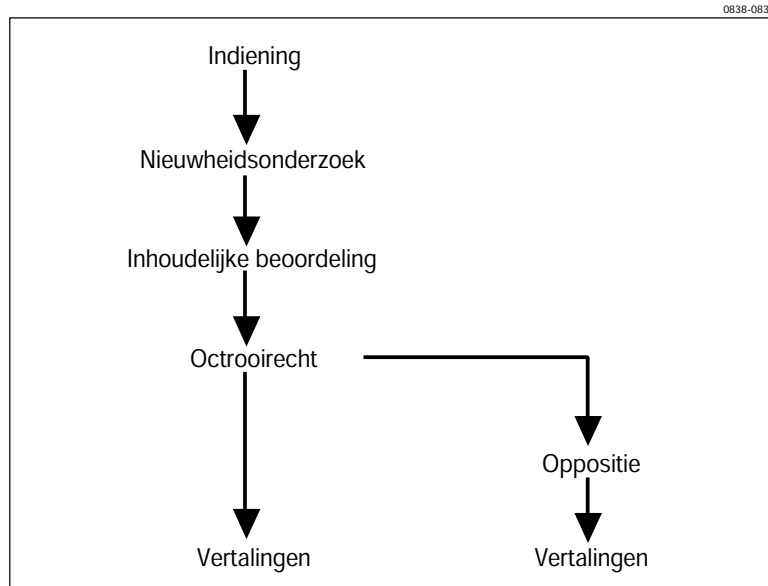 0838-083
Indiening
Nieuwheidsonderzoek
Inhoudelijke beoordeling
Octrooirecht
Oppositie
Vertalingen
Vertalingen